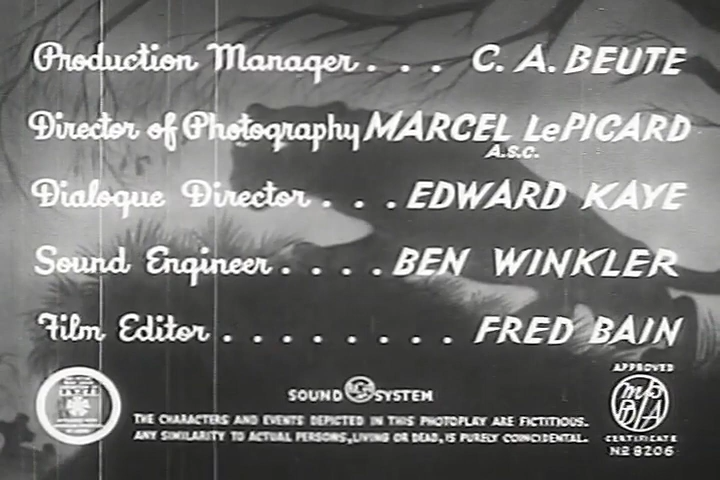 Production Manager . . . C. A. BEUTE
Director of Photography MARCEL LePICARD
A.S.C.
Dialogue Director . . . EDWARD KAYE
Sound Engineer . . . . BEN WINKLER
Film Editor . . . . . . . . FRED BAIN
SOUND RCA SYSTEM
THE CHARACTERS AND EVENTS DEPICTED IN THIS PHOTOPLAY ARE FICTITIOUS.
ANY SIMILARITY TO ACTUAL PERSONS, LIVING OR DEAD, IS PURELY COINCIDENTAL.
APPROVED
MPPDA
CERTIFICATE
No 8206